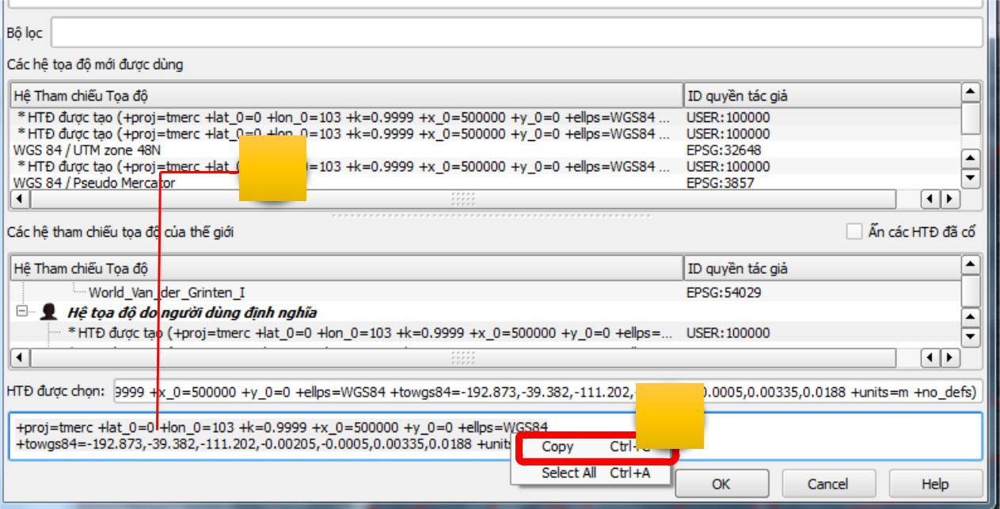 Bộ lọc
Các hệ tọa độ mới được dùng
Hệ Tham chiếu Tọa độ ID quyền tác giả
* HTĐ được tạo (+proj=tmerc +lat_0=0 +lon_0=103 +k=0.9999 +x_0=500000 +y_0=0 +ellps=WGS84 ... USER:100000
* HTĐ được tạo (+proj=tmerc +lat_0=0 +lon_0=103 +k=0.9999 +x_0=500000 +y_0=0 +ellps=WGS84 ... USER:100000
WGS 84 / UTM zone 48N EPSG:32648
* HTĐ được tạo (+proj=tmerc +lat_ =103 +k=0.9999 +x_0=500000 +y_0=0 +ellps=WGS84 ... USER:100000
WGS 84 / Pseudo Mercator EPSG:3857
Các hệ tham chiếu tọa độ của thế giới Ẩn các HTĐ đã cố
Hệ Tham chiếu Tọa độ ID quyền tác giả
World_Van_der_Grinten_I EPSG:54029
Hệ tọa độ do người dùng định nghĩa
* HTĐ được tạo (+proj=tmerc +lat_0=0 +lon_0=103 +k=0.9999 +x_0=500000 +y_0=0 +ellps=... USER:100000
HTĐ được chọn: 9999 +x_0=500000 +y_0=0 +ellps=WGS84 +towgs84=-192.873,-39.382,-111.202,- 0.0005,0.00335,0.0188 +units=m +no_defs)
+proj=tmerc +lat_0=0 +lon_0=103 +k=0.9999 +x_0=500000 +y_0=0 +ellps=WGS84
+towgs84=-192.873,-39.382,-111.202,-0.00205,-0.0005,0.00335,0.0188 +units
Copy Ctrl+C
Select All Ctrl+A
OK Cancel Help